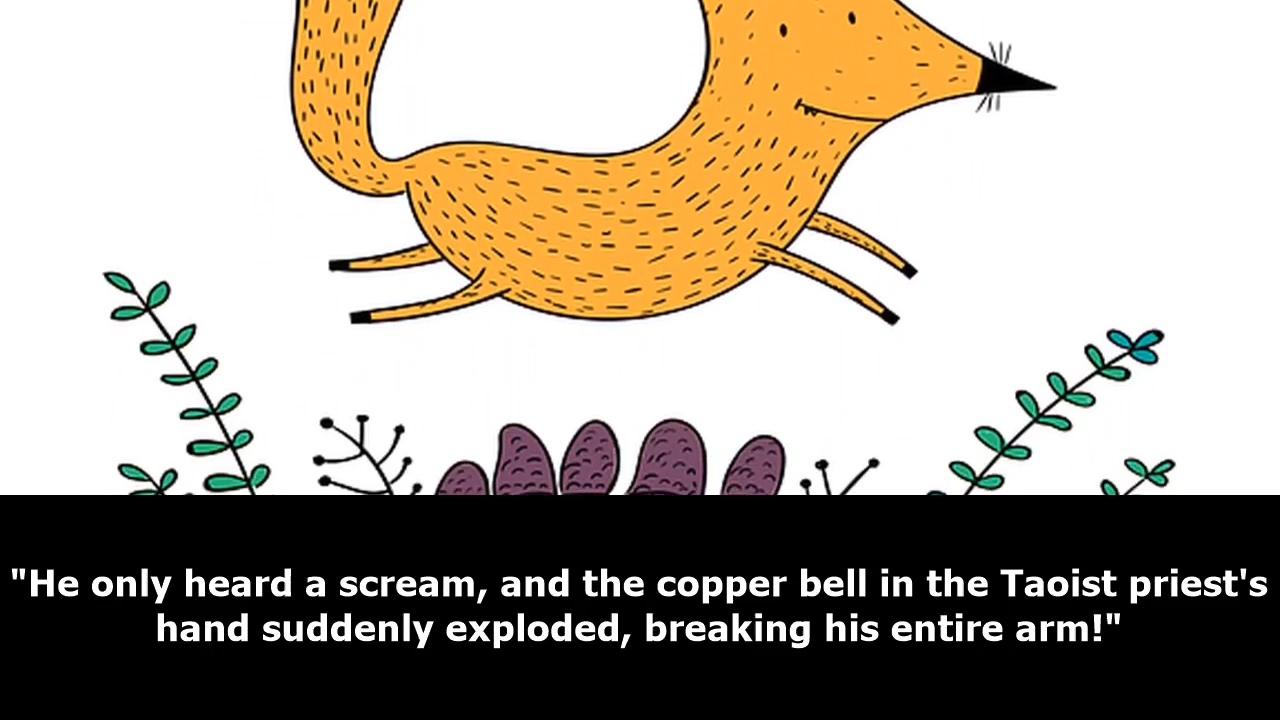 "He only heard a scream, and the copper bell in the Taoist priest's
hand suddenly exploded, breaking his entire arm!"